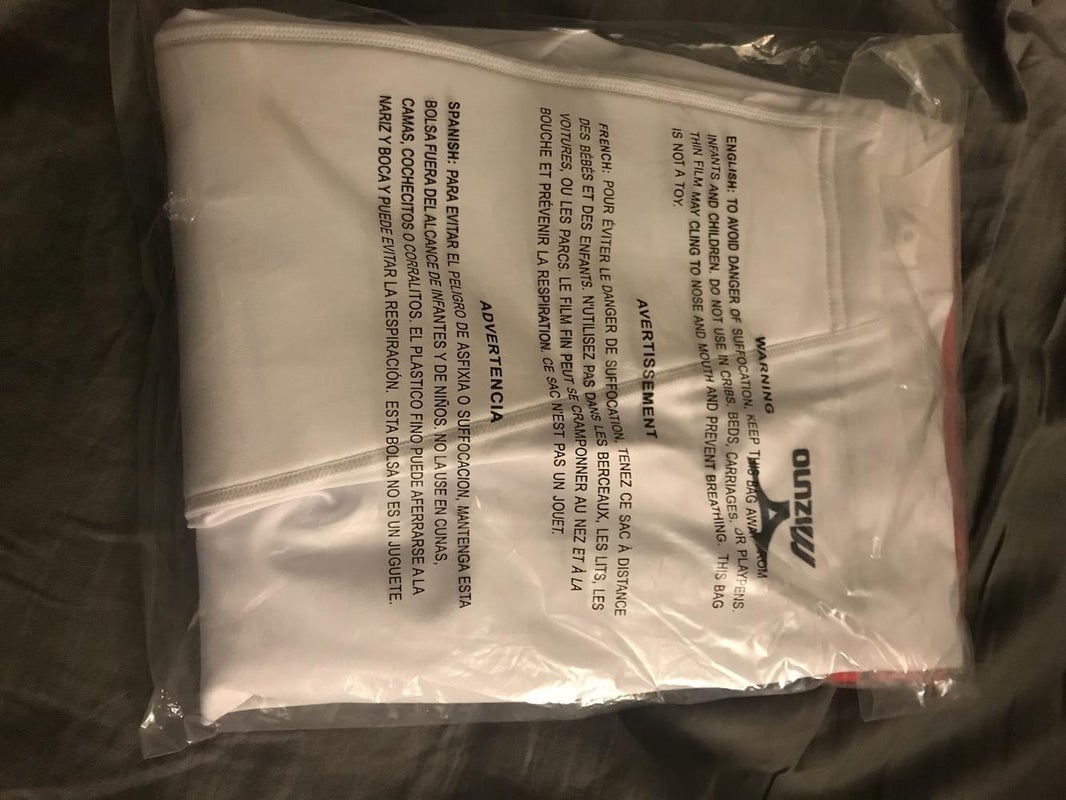 MIZUNO
WARNING
ENGLISH: TO AVOID DANGER OF SUFFOCATION, KEEP THIS BAG AWAY FROM
INFANTS AND CHILDREN. DO NOT USE IN CRIBS, BEDS, CARRIAGES, OR PLAYPENS.
THIN FILM MAY CLING TO NOSE AND MOUTH AND PREVENT BREATHING. THIS BAG
IS NOT A TOY.
AVERTISSEMENT
FRENCH: POUR ÉVITER LE DANGER DE SUFFOCATION, TENEZ CE SAC À DISTANCE
DES BÉBÉS ET DES ENFANTS. N'UTILISEZ PAS DANS LES BERCEAUX, LES LITS, LES
VOITURES, OU LES PARCS. LE FILM FIN PEUT SE CRAMPONNER AU NEZ ET À LA
BOUCHE ET PRÉVENIR LA RESPIRATION. CE SAC N'EST PAS UN JOUET.
ADVERTENCIA
SPANISH: PARA EVITAR EL PELIGRO DE ASFIXIA O SUFFOCACION, MANTENGA ESTA
BOLSA FUERA DEL ALCANCE DE INFANTES Y DE NIÑOS. NO LA USE EN CUNAS,
CAMAS, COCHECITOS O CORRALITOS. EL PLASTICO FINO PUEDE AFERRARSE A LA
NARIZ Y BOCA Y PUEDE EVITAR LA RESPIRACIÓN. ESTA BOLSA NO ES UN JUGUETE.